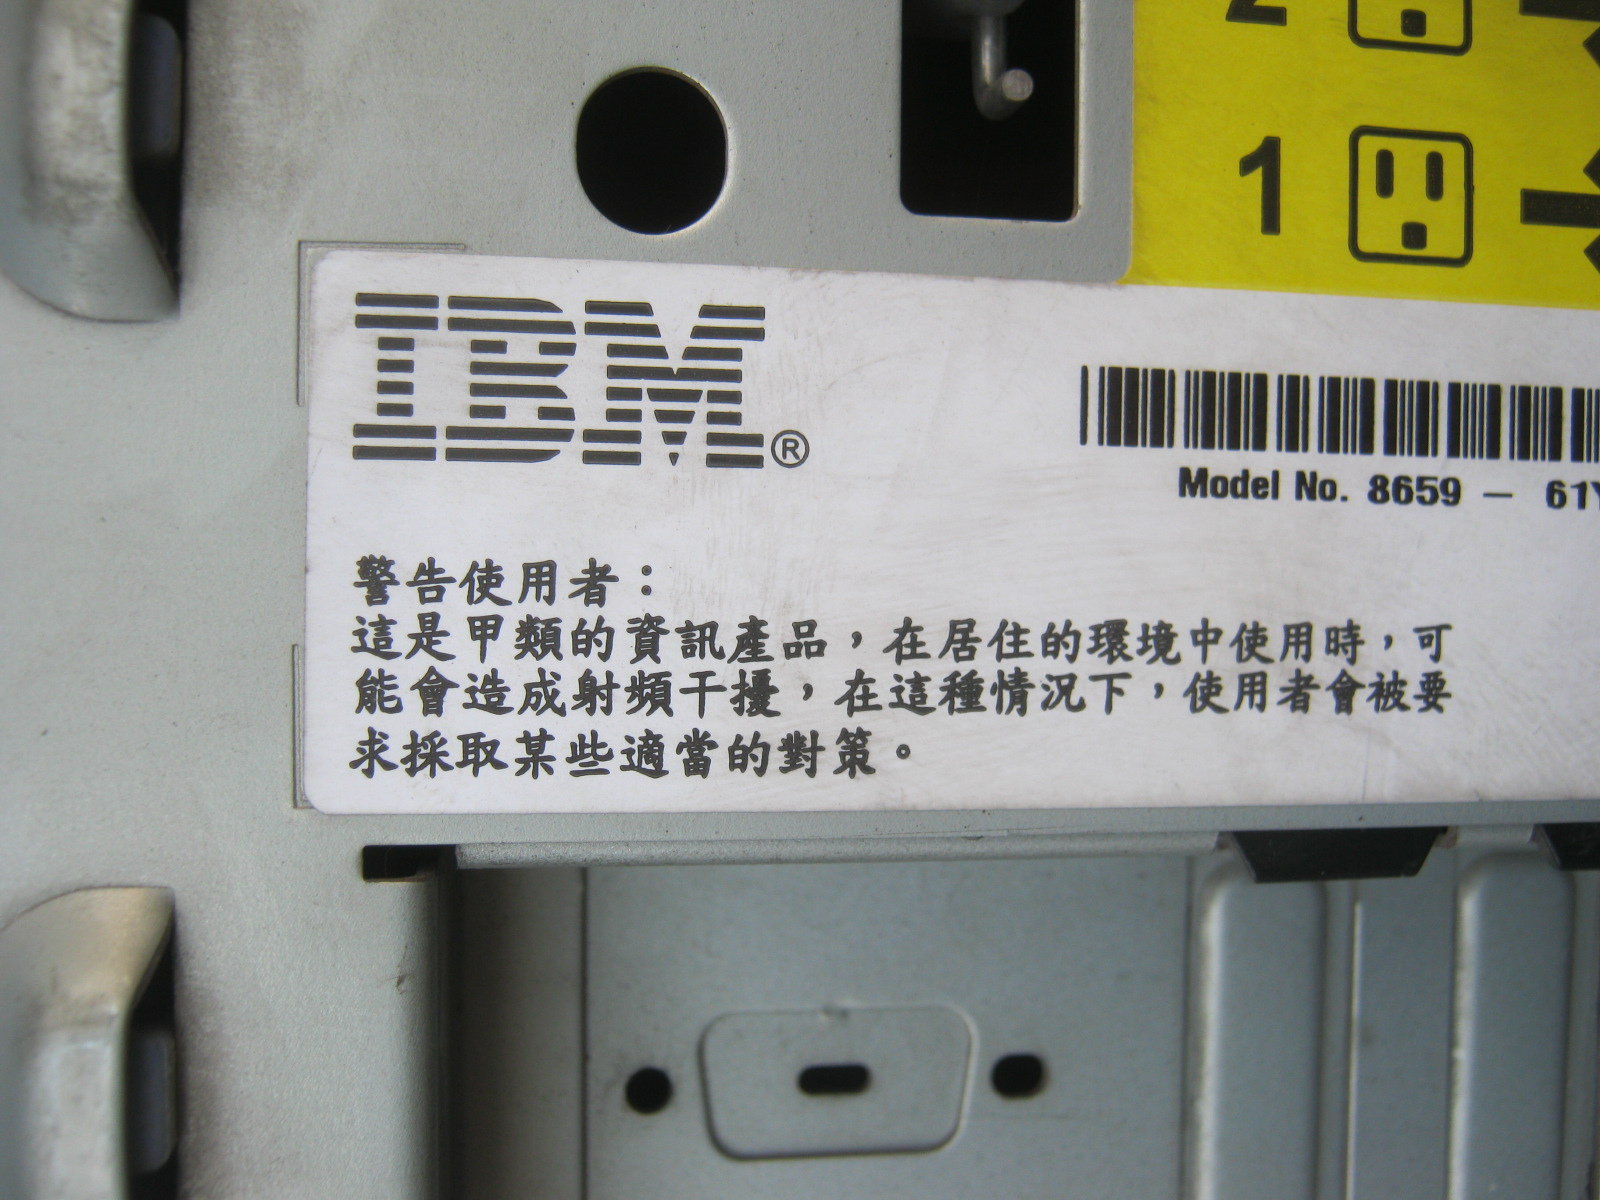 2
1
IBM®
Model No. 8659 – 61Y
警告使用者：
這是甲類的資訊產品，在居住的環境中使用時，可
能會造成射頻干擾，在這種情況下，使用者會被要
求採取某些適當的對策。